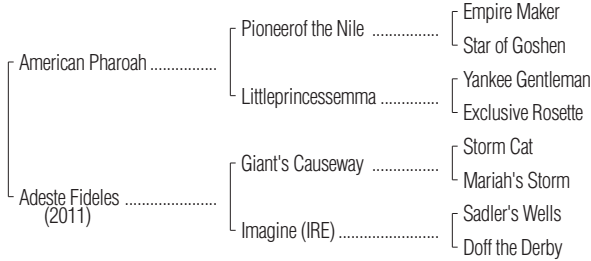 Empire Maker
Pioneerof the Nile ................
Star of Goshen
American Pharoah ................
Yankee Gentleman
Littleprincessemma ..............
Exclusive Rosette
Storm Cat
Giant's Causeway ................
Mariah's Storm
Adeste Fideles ......................
(2011)
Sadler's Wells
Imagine (IRE) ........................
Doff the Derby